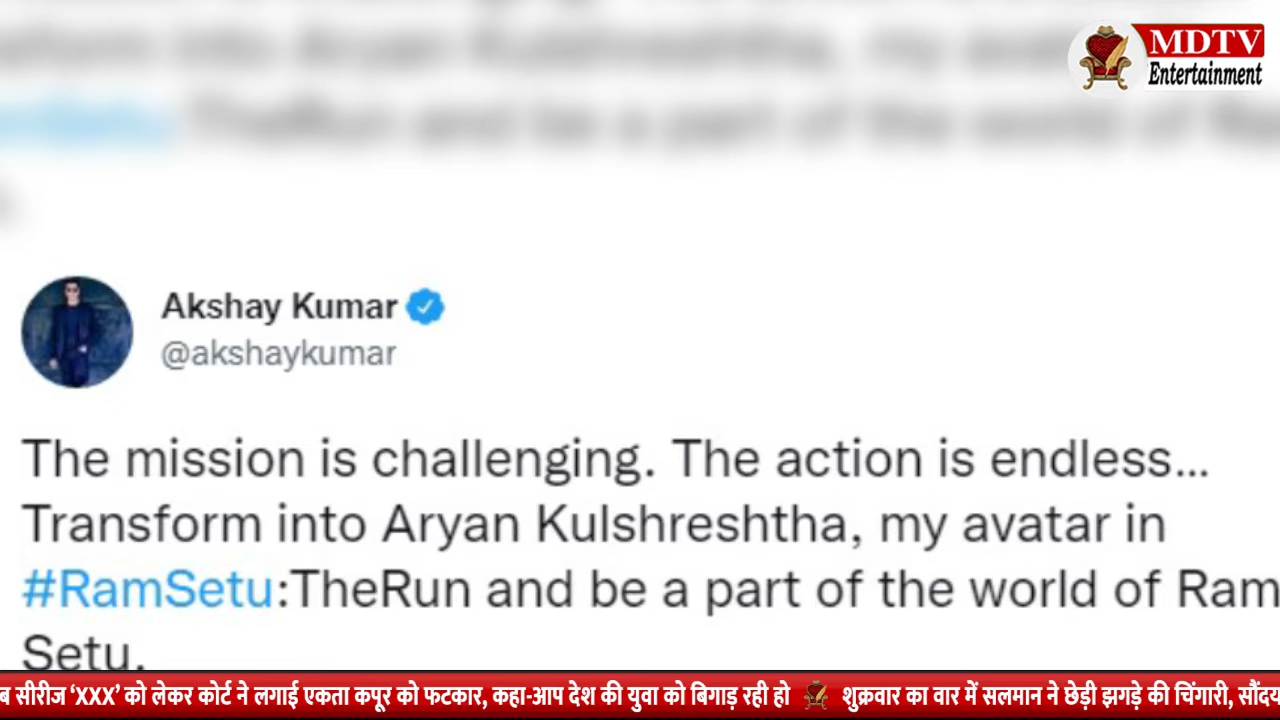 MDTV
Entertainment
Akshay Kumar
@akshaykumar
The mission is challenging. The action is endless...
Transform into Aryan Kulshreshtha, my avatar in
#RamSetu:TheRun and be a part of the world of Ram
Setu.
ब सीरीज ‘XXX’ को लेकर कोर्ट ने लगाई एकता कपूर को फटकार, कहा-आप देश की युवा को बिगाड़ रही हो शुक्रवार का वार में सलमान ने छेड़ी झगड़े की चिंगारी, सौंदय